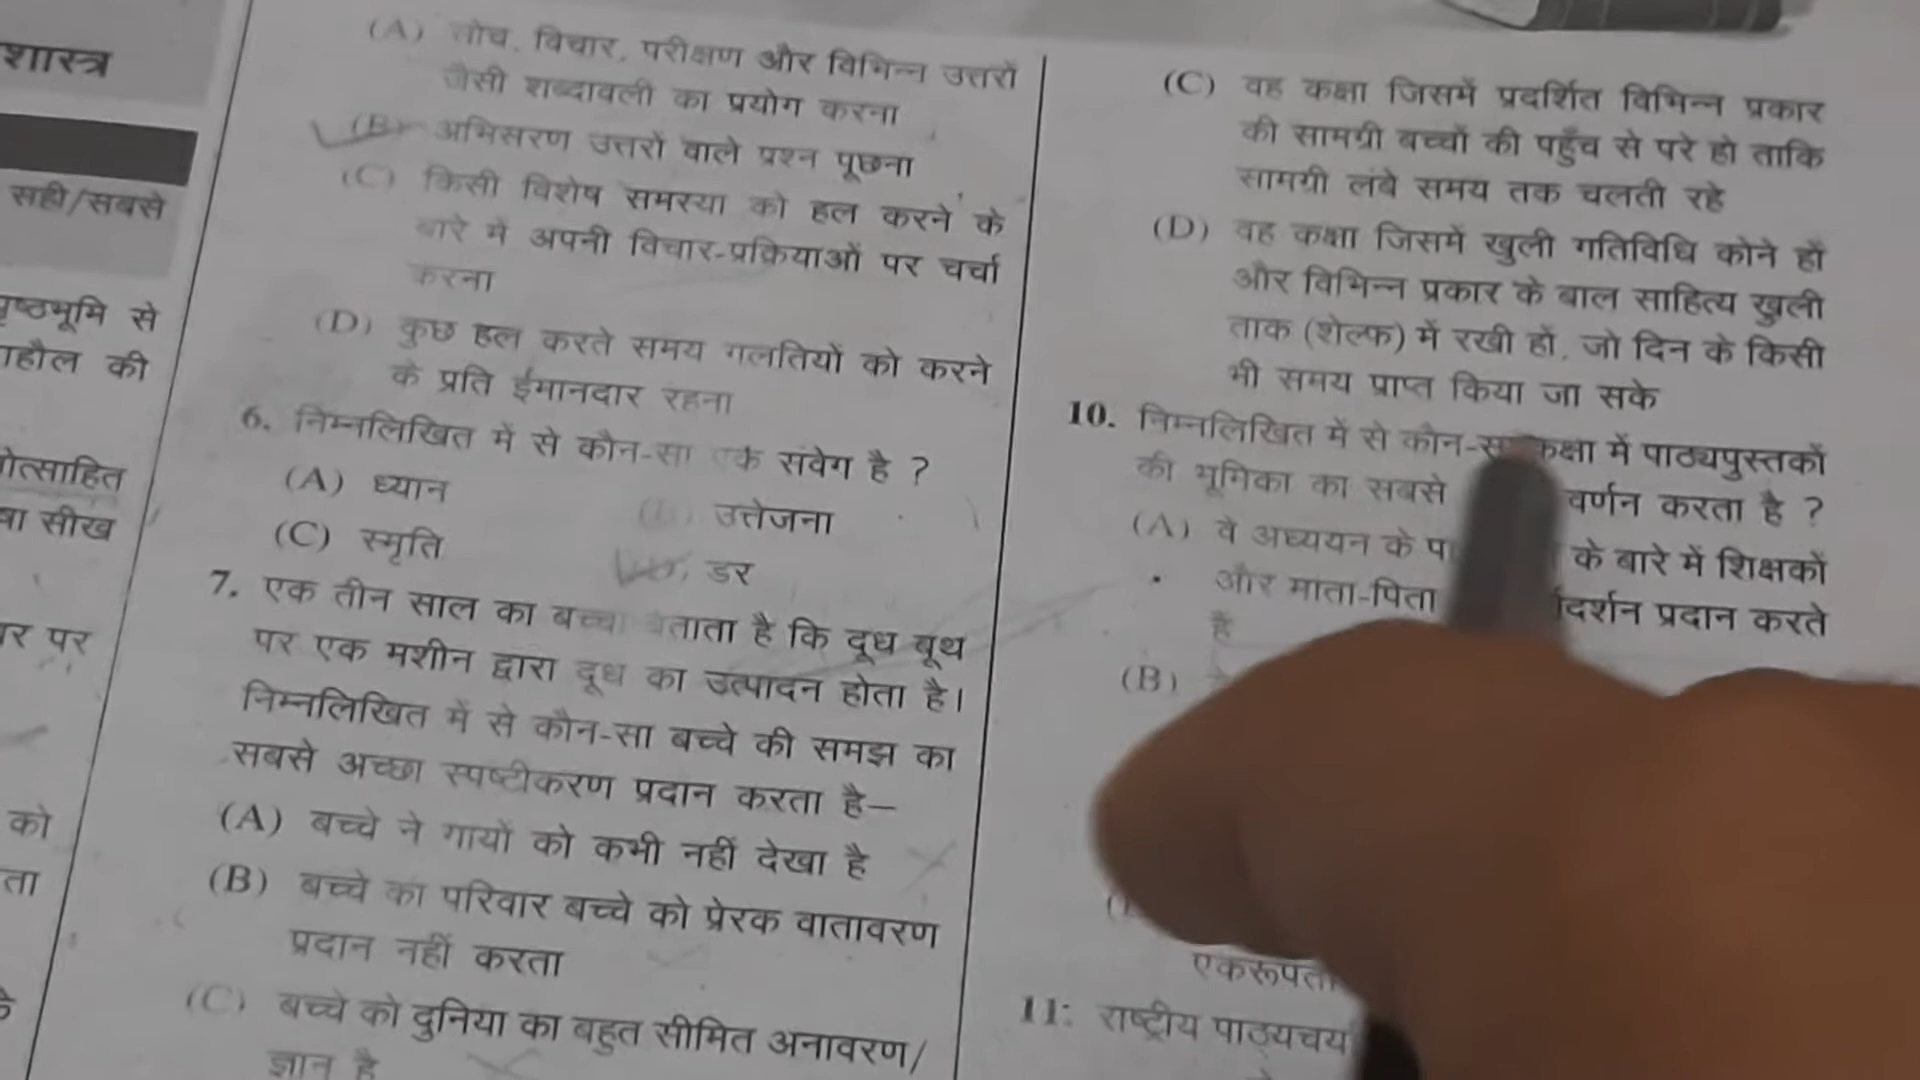 शास्त्र
सही/सबसे
पृष्ठभूमि से
माहौल की
को
ता
(A) सोच, विचार, परीक्षण और विभिन्न उत्तरों
जैसी शब्दावली का प्रयोग करना
(B) अभिसरण उत्तरों वाले प्रश्न पूछना
(C) किसी विशेष समस्या को हल करने के
बारे में अपनी विचार-प्रक्रियाओं पर चर्चा
करना
(D) कुछ हल करते समय गलतियों को करने
के प्रति ईमानदार रहना
6. निम्नलिखित में से कौन-सा एक संवेग है ?
(A) ध्यान
(B) उत्तेजना
(C) स्मृति
डर
7. एक तीन साल का बच्चा बताता है कि दूध बूथ
पर एक मशीन द्वारा दूध का उत्पादन होता है।
निम्नलिखित में से कौन-सा बच्चे की समझ का
सबसे अच्छा स्पष्टीकरण प्रदान करता है–
(A) बच्चे ने गायों को कभी नहीं देखा है
(B) बच्चे का परिवार बच्चे को प्रेरक वातावरण
प्रदान नहीं करता
(C) बच्चे को दुनिया का बहुत सीमित अनावरण/
ज्ञान है
(C) वह कक्षा जिसमें प्रदर्शित विभिन्न प्रकार
की सामग्री बच्चों की पहुँच से परे हो ताकि
सामग्री लंबे समय तक चलती रहे
(D) वह कक्षा जिसमें खुली गतिविधि कोने हों
और विभिन्न प्रकार के बाल साहित्य खुली
ताक (शेल्फ) में रखी हों, जो दिन के किसी
भी समय प्राप्त किया जा सके
10. निम्नलिखित में से कौन-सा कक्षा में पाठ्यपुस्तकों
की भूमिका का सबसे वर्णन करता है ?
(A) वे अध्ययन के के बारे में शिक्षकों
और माता-पिता प्रदान करते
हैं
(B)
एकरूपता
11: राष्ट्रीय